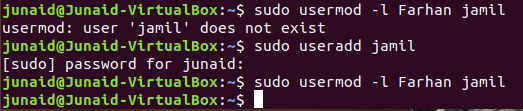 junaid@Junaid-VirtualBox:~$ sudo usermod -l Farhan jamil
usermod: user 'jamil' does not exist
junaid@Junaid-VirtualBox:~$ sudo useradd jamil
[sudo] password for junaid:
junaid@Junaid-VirtualBox:~$ sudo usermod -l Farhan jamil
junaid@Junaid-VirtualBox:~$